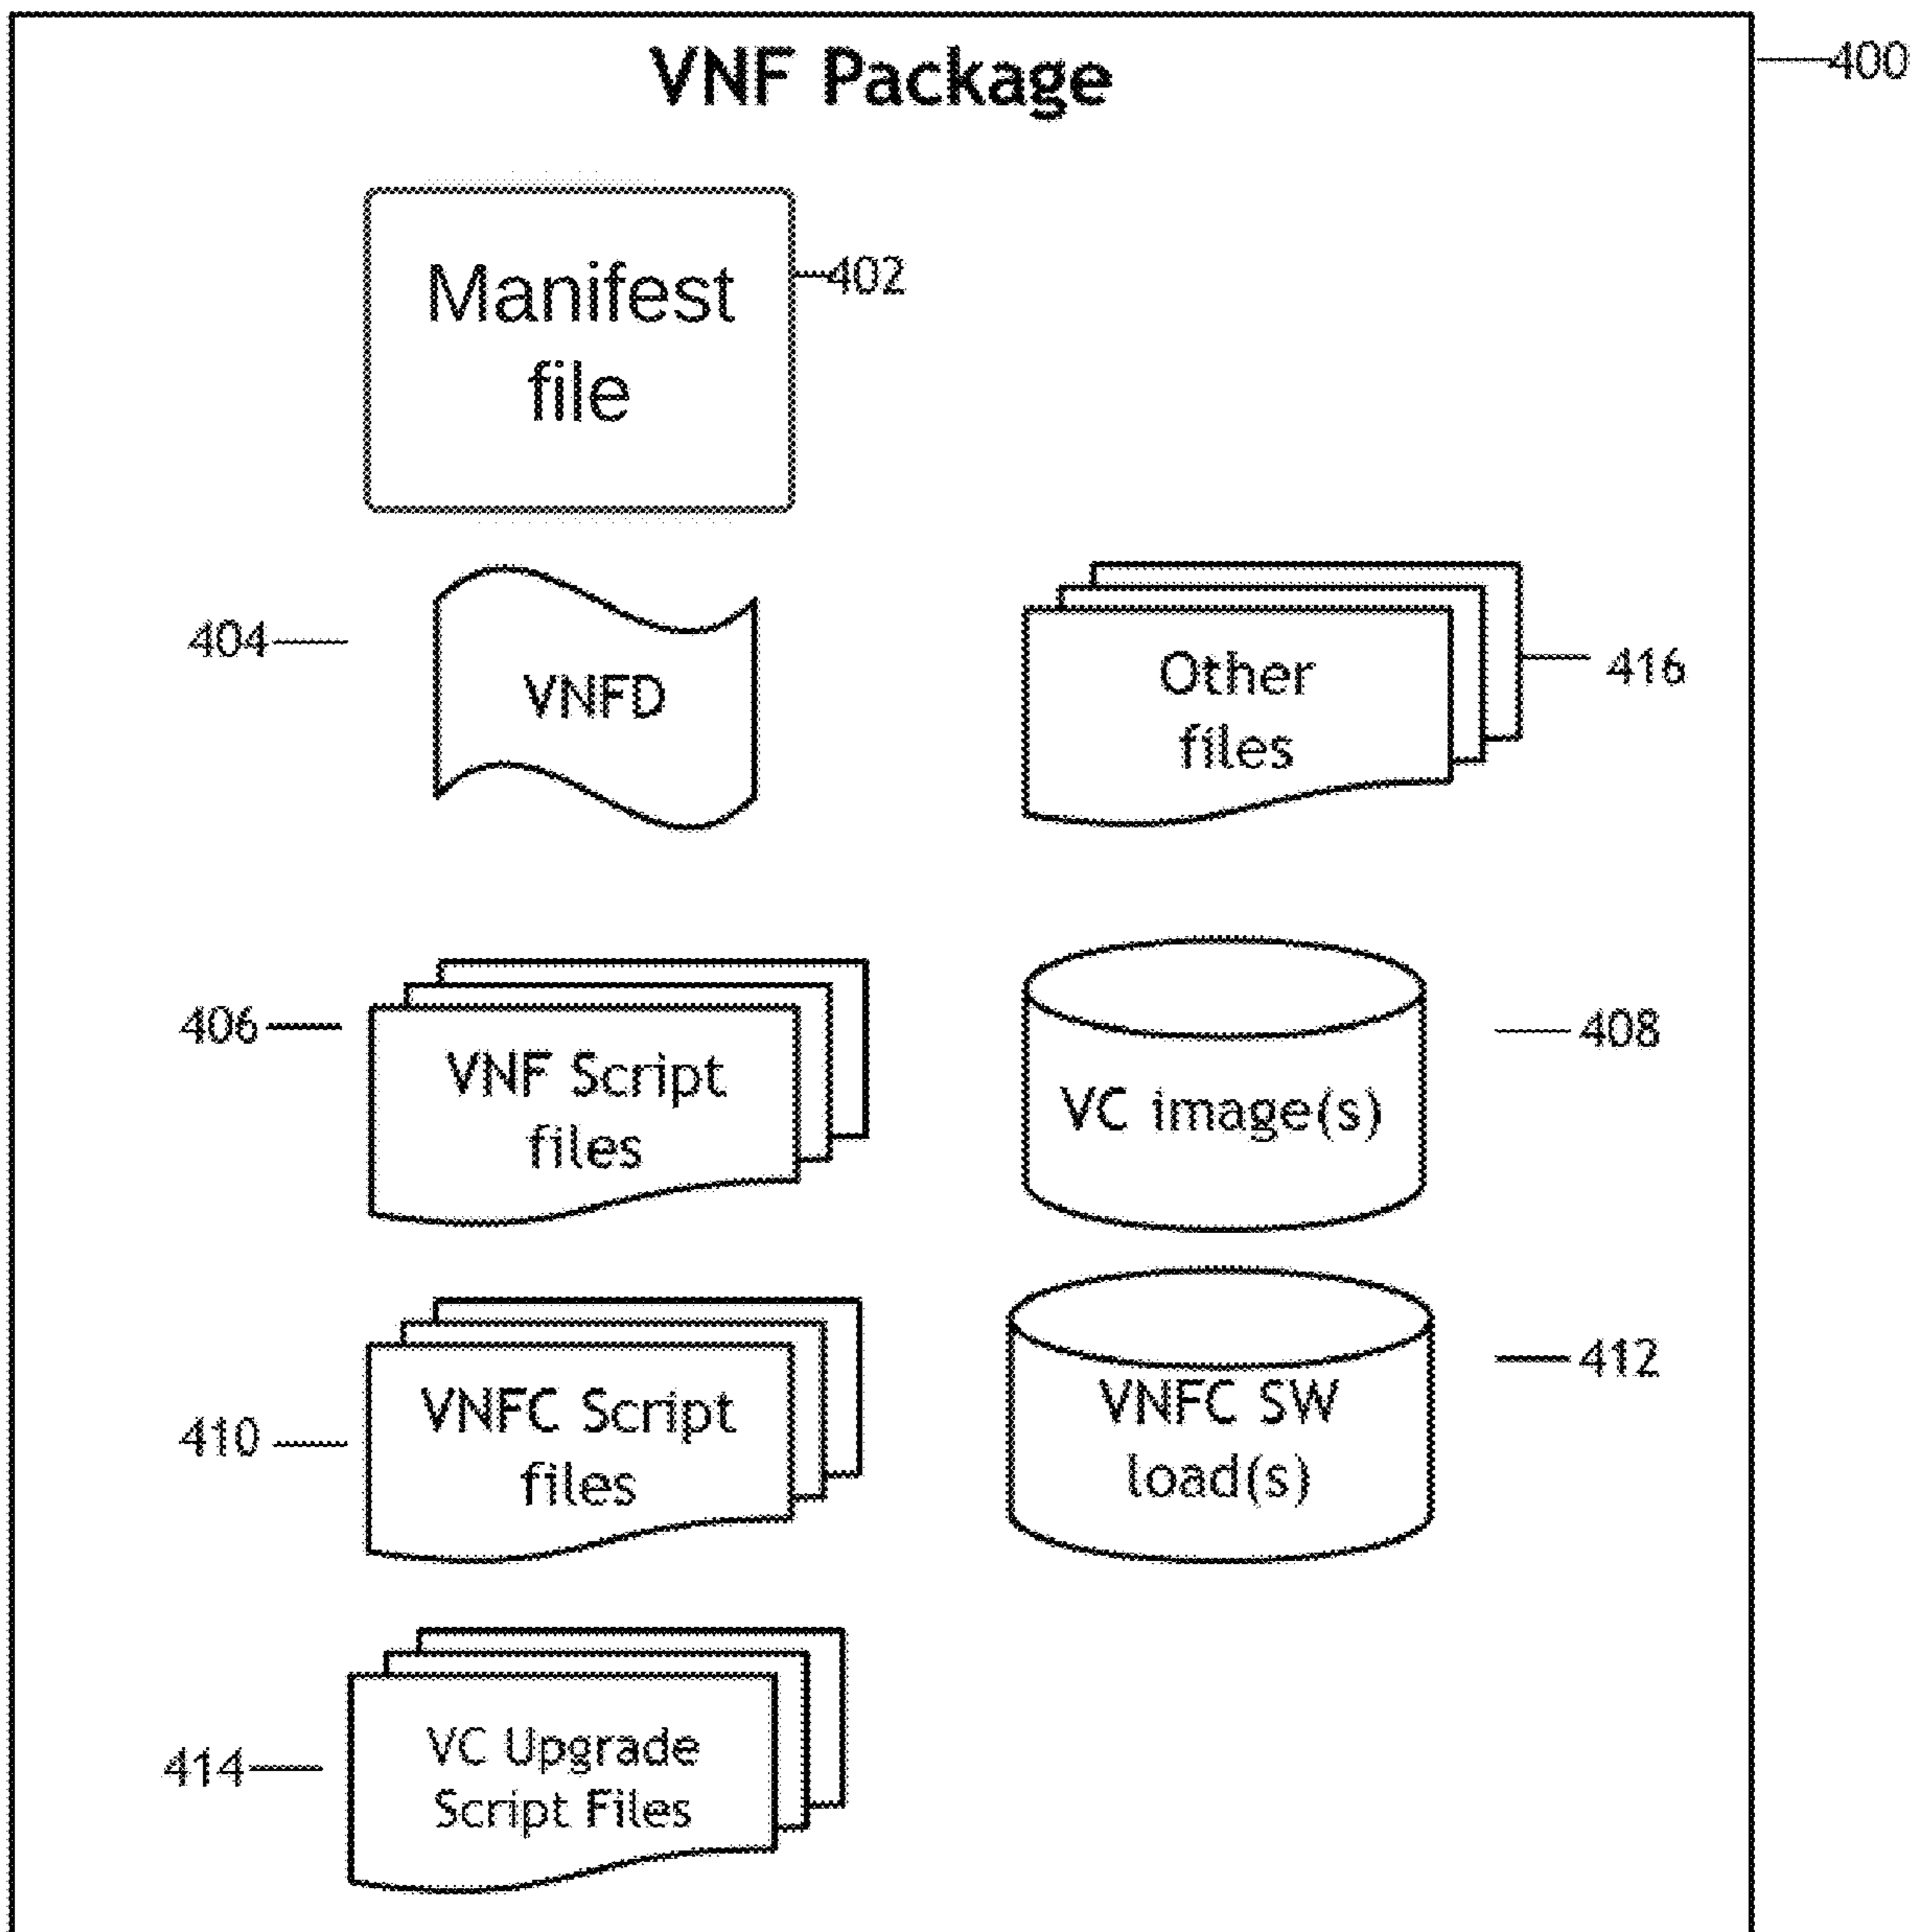 VNF Package
400
Manifest
file
402
404
VNFD
Other
files
416
406
VNF Script
files
VC image(s)
408
410
VNFC Script
files
VNFC SW
load(s)
412
414
VC Upgrade
Script Files